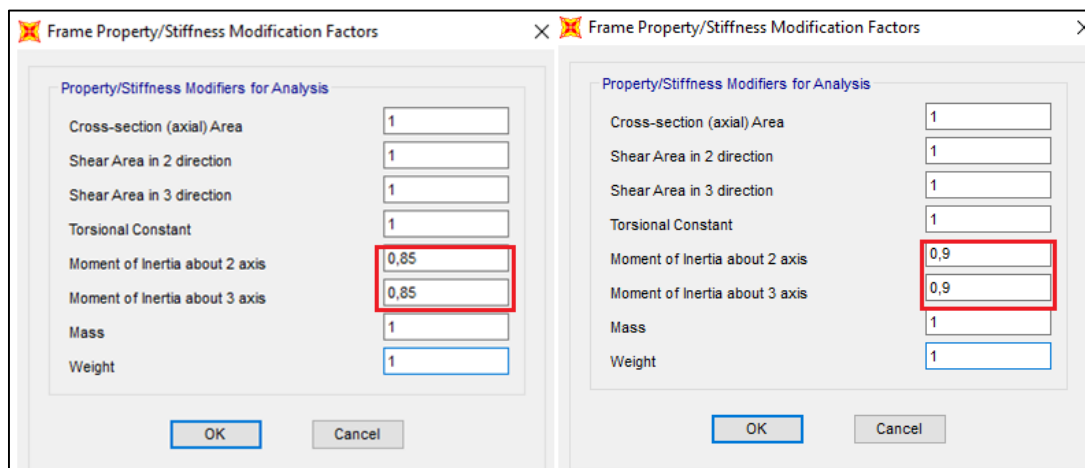 Frame Property/Stiffness Modification Factors
Property/Stiffness Modifiers for Analysis
Cross-section (axial) Area 1
Shear Area in 2 direction 1
Shear Area in 3 direction 1
Torsional Constant 1
Moment of Inertia about 2 axis 0,85
Moment of Inertia about 3 axis 0,85
Mass 1
Weight 1
OK Cancel
Frame Property/Stiffness Modification Factors
Property/Stiffness Modifiers for Analysis
Cross-section (axial) Area 1
Shear Area in 2 direction 1
Shear Area in 3 direction 1
Torsional Constant 1
Moment of Inertia about 2 axis 0,9
Moment of Inertia about 3 axis 0,9
Mass 1
Weight 1
OK Cancel